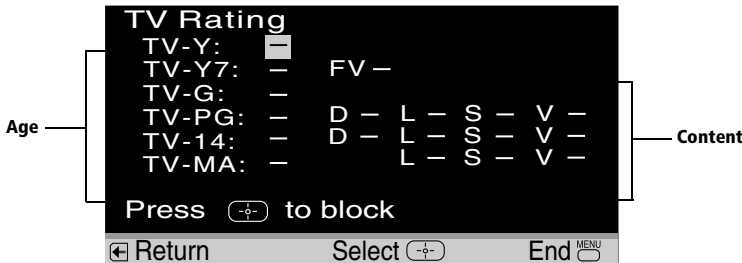 TV Rating
TV-Y: –
TV-Y7: – FV –
TV-G: –
TV-PG: – D – L – S – V –
TV-14: – D – L – S – V –
TV-MA: – L – S – V –
Age
Content
Press to block
Return Select End MENU